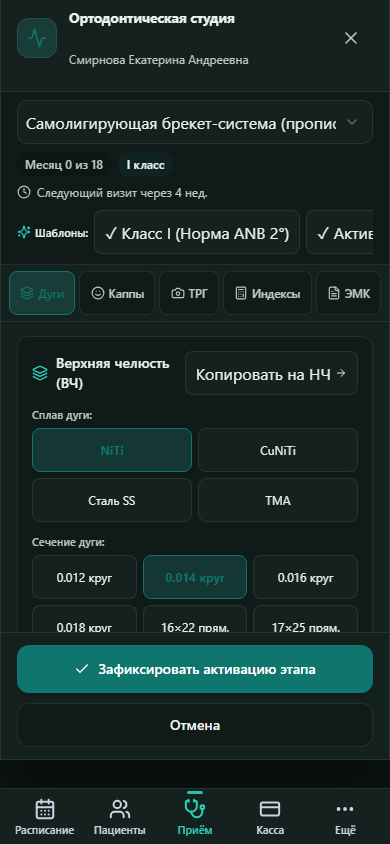 Ортодонтическая студия
Смирнова Екатерина Андреевна
Самолигирующая брекет-система (пропис
Месяц 0 из 18
I класс
Следующий визит через 4 нед.
Шаблоны:
✓ Класс I (Норма ANB 2°)
✓ Актив
Дуги
Каппы
ТРГ
Индексы
ЭМК
Верхняя челюсть
(ВЧ)
Копировать на НЧ →
Сплав дуги:
NiTi
CuNiTi
Сталь SS
TMA
Сечение дуги:
0.012 круг
0.014 круг
0.016 круг
0.018 круг
16×22 прям.
17×25 прям.
Зафиксировать активацию этапа
Отмена
Расписание
Пациенты
Приём
Касса
Ещё